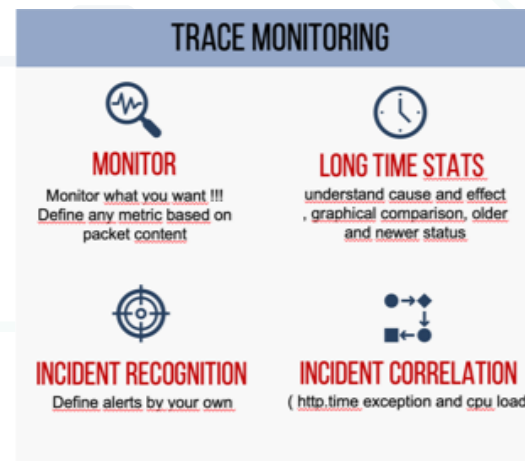 TRACE MONITORING
MONITOR
Monitor what you want !!!
Define any metric based on
packet content
LONG TIME STATS
understand cause and effect
, graphical comparison, older
and newer status
INCIDENT RECOGNITION
Define alerts by your own
INCIDENT CORRELATION
( http.time exception and cpu load